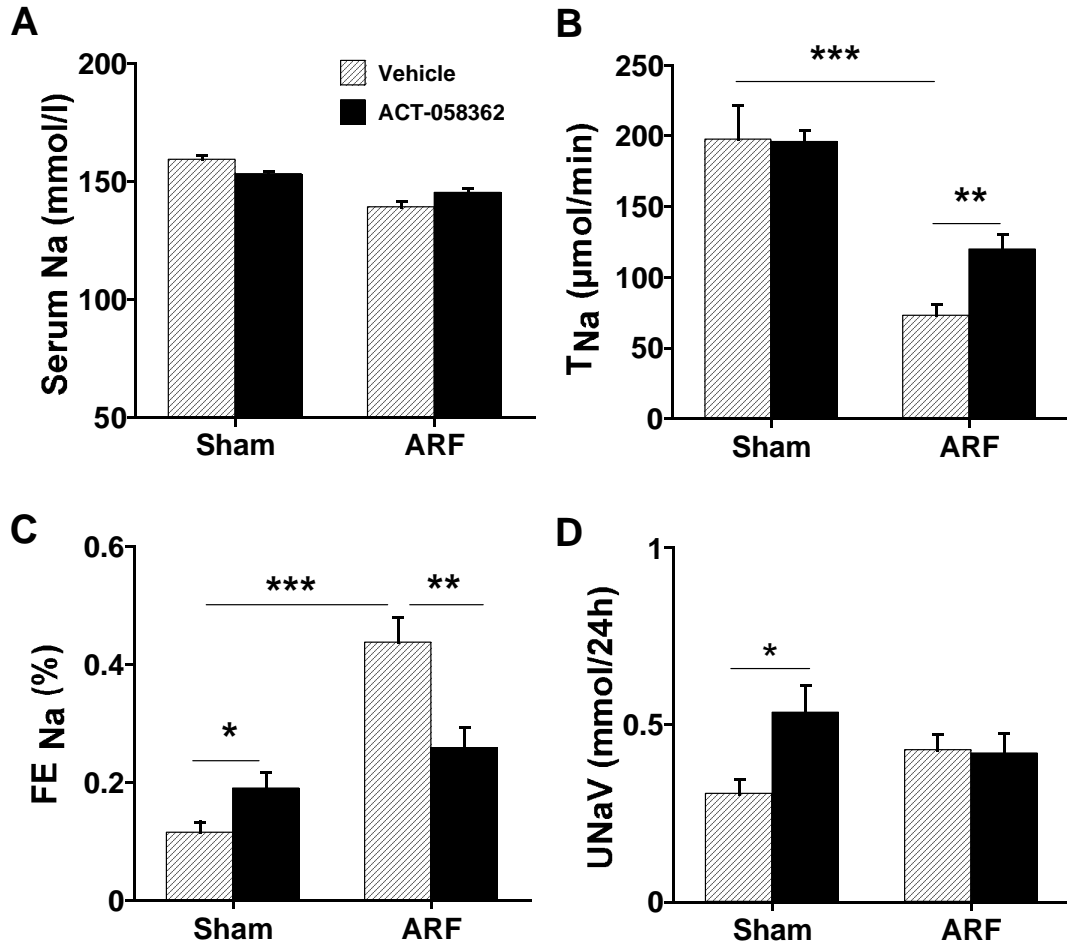 A
Serum Na (mmol/l)
200
150
100
50
Vehicle
ACT-058362
Sham
ARF
B
TNa (µmol/min)
250
200
150
100
50
0
***
**
Sham
ARF
C
FE Na (%)
0.6
0.4
0.2
0
***
**
*
Sham
ARF
D
UNaV (mmol/24h)
1
0.5
0
*
Sham
ARF